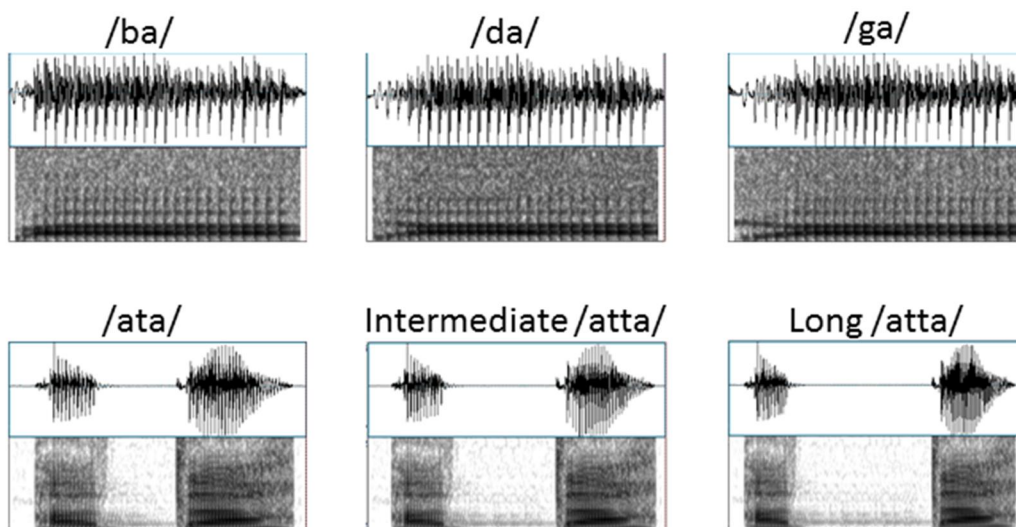 /ba/
/da/
/ga/
/ata/
Intermediate /atta/
Long /atta/